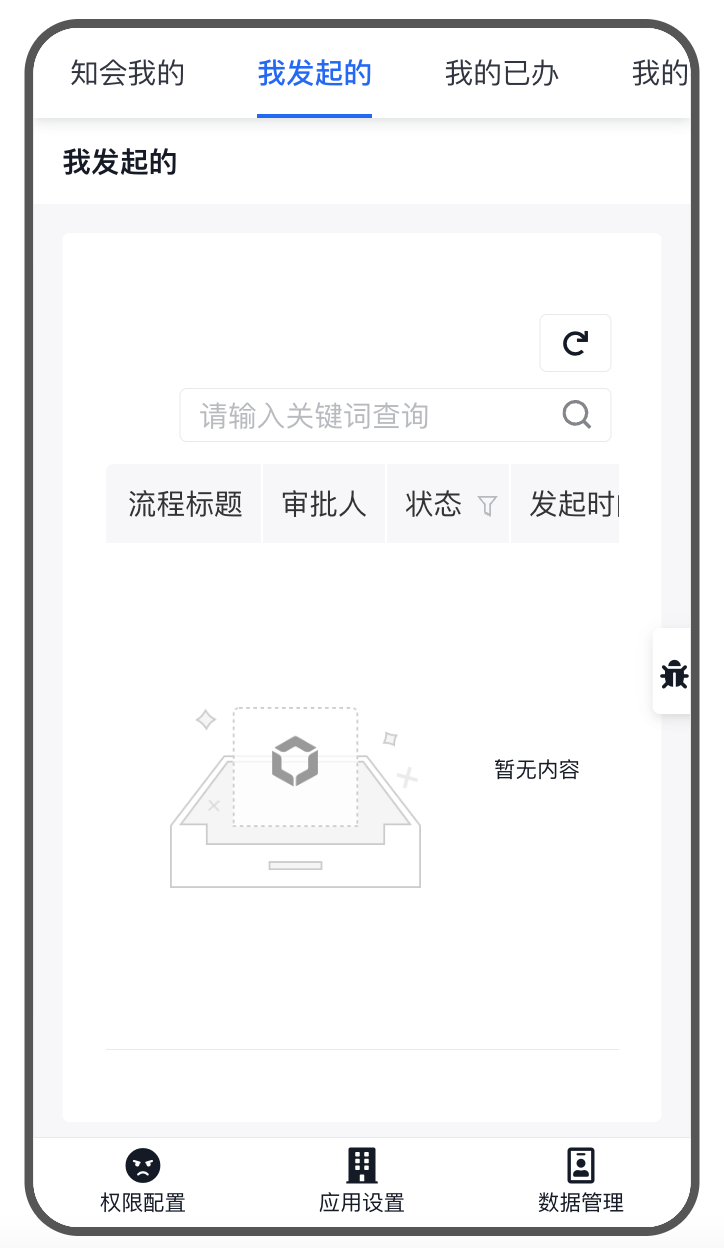 知会我的 我发起的 我的已办 我的
我发起的
请输入关键词查询
流程标题 审批人 状态 发起时
暂无内容
权限配置 应用设置 数据管理